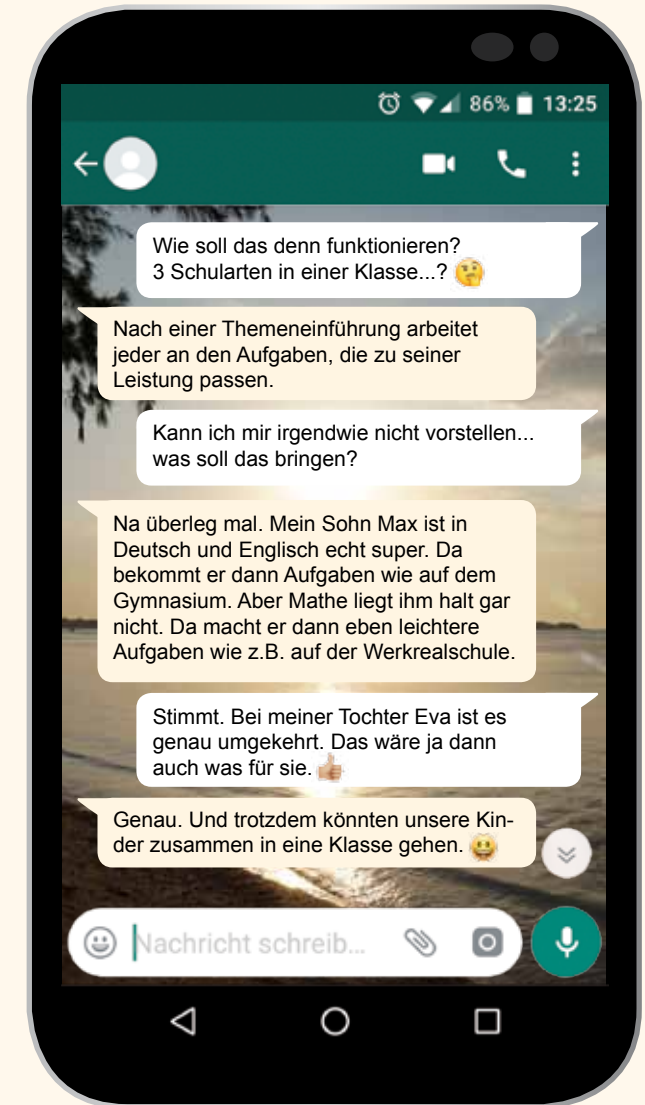 86% 13:25
Wie soll das denn funktionieren?
3 Schularten in einer Klasse...? 🤔
Nach einer Themeneinführung arbeitet
jeder an den Aufgaben, die zu seiner
Leistung passen.
Kann ich mir irgendwie nicht vorstellen...
was soll das bringen?
Na überleg mal. Mein Sohn Max ist in
Deutsch und Englisch echt super. Da
bekommt er dann Aufgaben wie auf dem
Gymnasium. Aber Mathe liegt ihm halt gar
nicht. Da macht er dann eben leichtere
Aufgaben wie z.B. auf der Werkrealschule.
Stimmt. Bei meiner Tochter Eva ist es
genau umgekehrt. Das wäre ja dann
auch was für sie. 👍
Genau. Und trotzdem könnten unsere Kin-
der zusammen in eine Klasse gehen. 😀
Nachricht schreib...